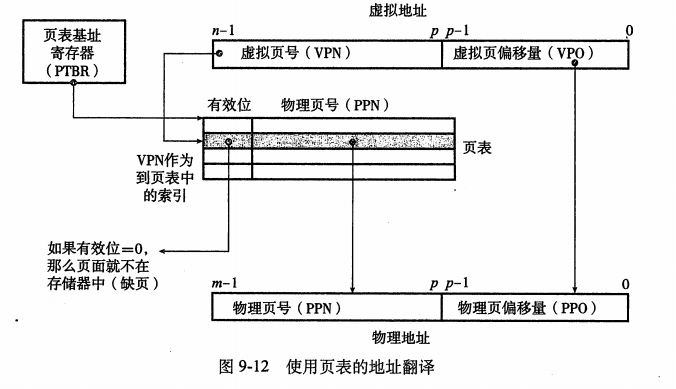 虚拟地址
页表基址
寄存器
（PTBR）
n-1 p p-1 0
虚拟页号（VPN） 虚拟页偏移量（VPO）
有效位 物理页号（PPN）
页表
VPN作为
到页表中
的索引
如果有效位=0，
那么页面就不在
存储器中（缺页）
m-1 p p-1 0
物理页号（PPN） 物理页偏移量（PPO）
物理地址
图 9-12 使用页表的地址翻译